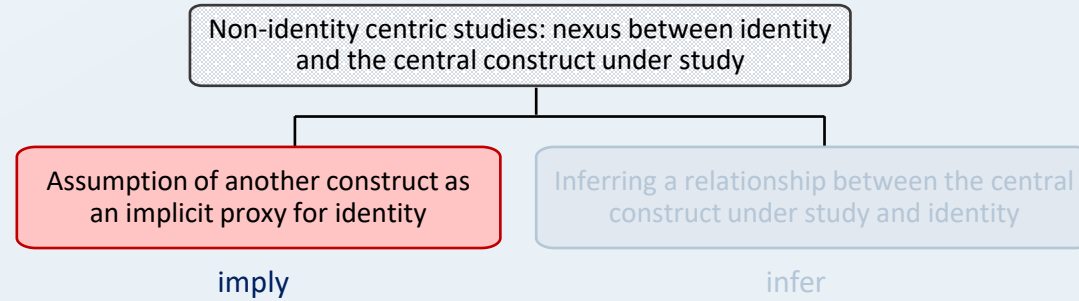 Non-identity centric studies: nexus between identity
and the central construct under study
Assumption of another construct as
an implicit proxy for identity
Inferring a relationship between the central
construct under study and identity
imply
infer